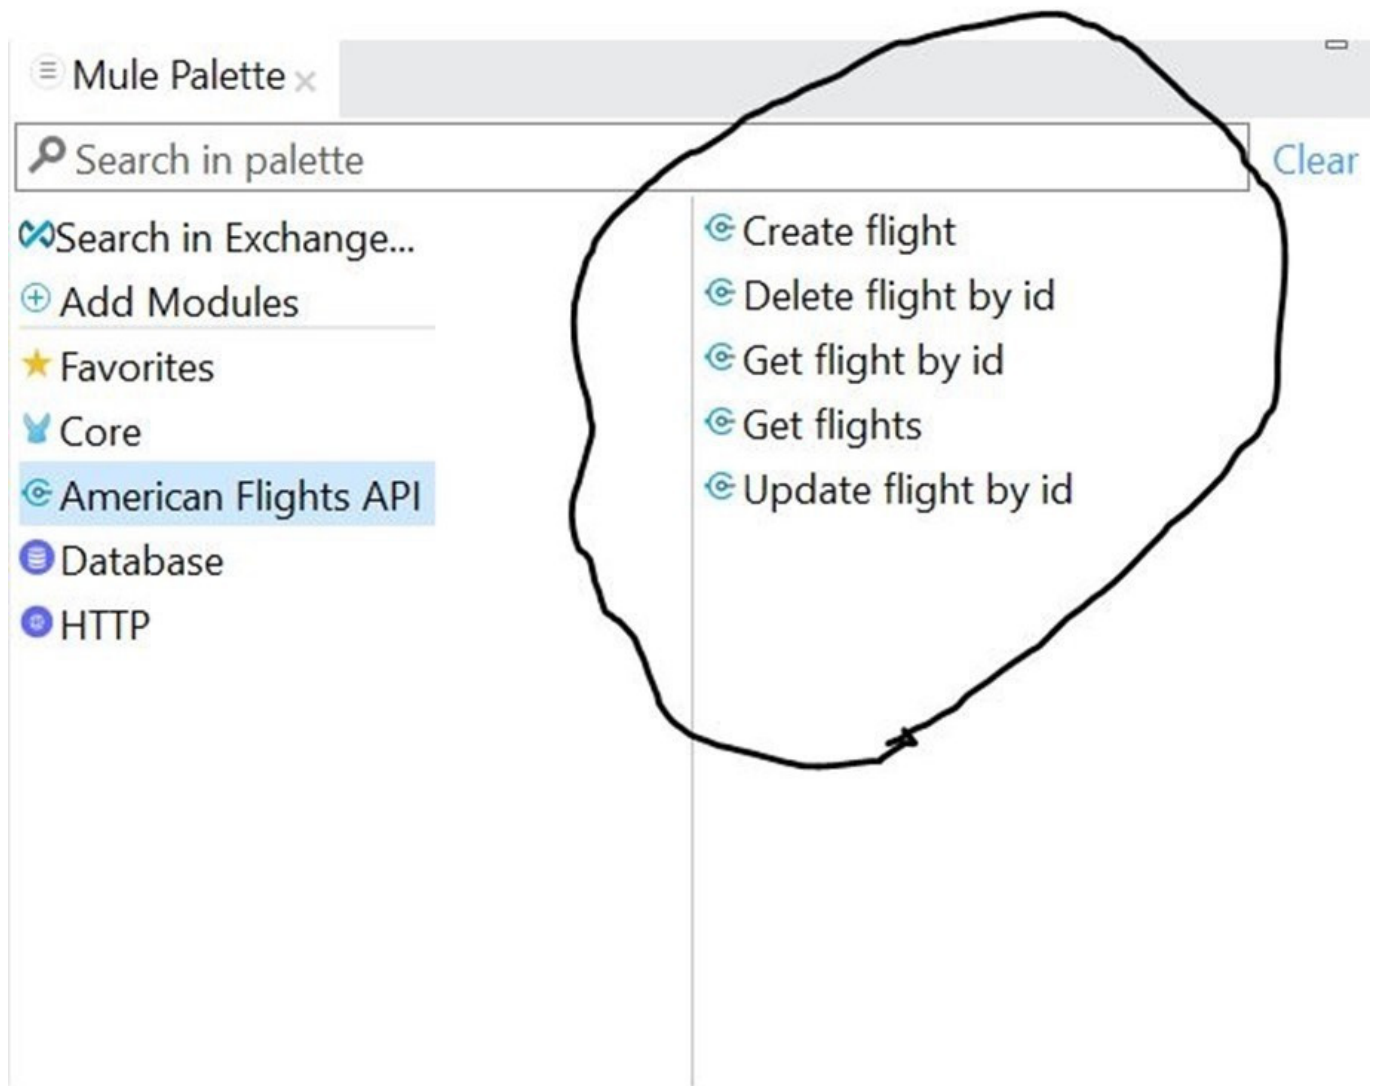 Mule Palette
Search in palette
Clear
Search in Exchange...
Add Modules
Favorites
Core
American Flights API
Database
HTTP
Create flight
Delete flight by id
Get flight by id
Get flights
Update flight by id